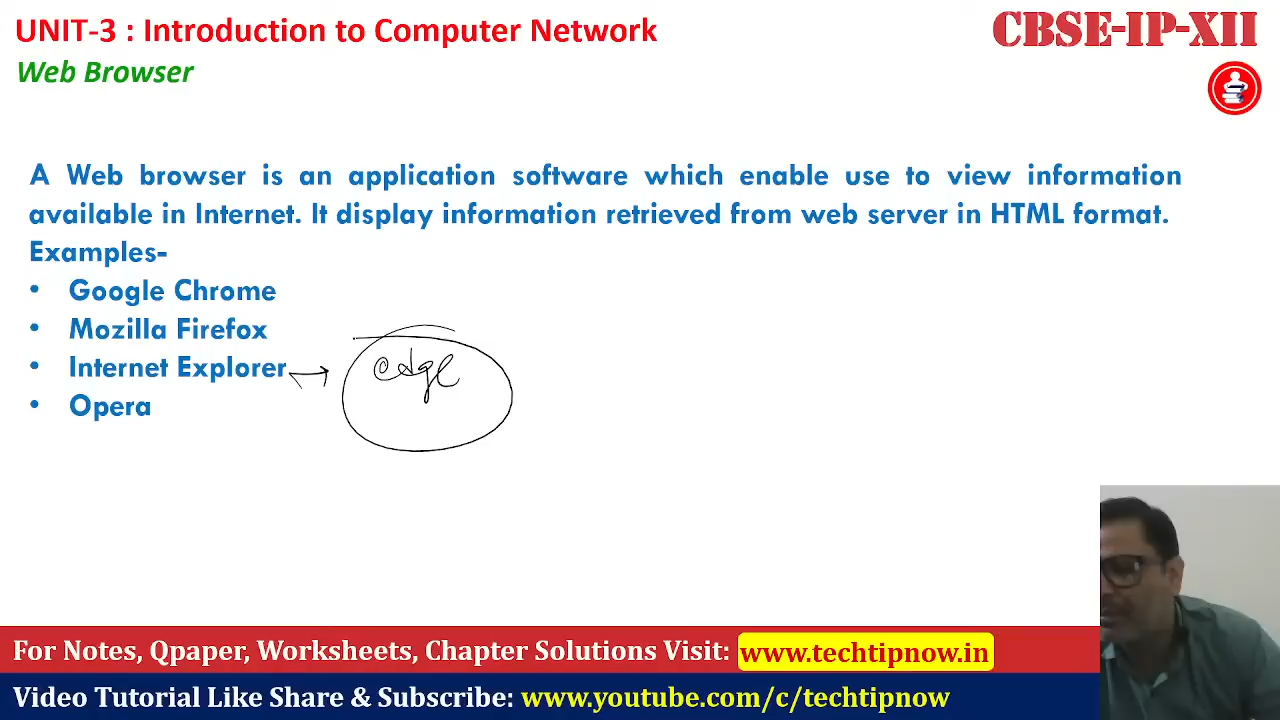 UNIT-3 : Introduction to Computer Network
CBSE-IP-XII
Web Browser
A Web browser is an application software which enable use to view information
available in Internet. It display information retrieved from web server in HTML format.
Examples-
• Google Chrome
• Mozilla Firefox
• Internet Explorer → edge
• Opera
For Notes, Qpaper, Worksheets, Chapter Solutions Visit: www.techtipnow.in
Video Tutorial Like Share & Subscribe: www.youtube.com/c/techtipnow